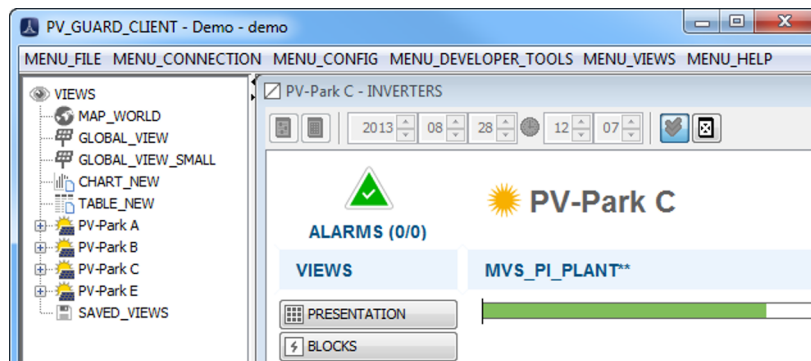 PV_GUARD_CLIENT - Demo - demo
MENU_FILE MENU_CONNECTION MENU_CONFIG MENU_DEVELOPER_TOOLS MENU_VIEWS MENU_HELP
VIEWS
MAP_WORLD
GLOBAL_VIEW
GLOBAL_VIEW_SMALL
CHART_NEW
TABLE_NEW
PV-Park A
PV-Park B
PV-Park C
PV-Park E
SAVED_VIEWS
PV-Park C - INVERTERS
2013 08 28 12 07
ALARMS (0/0)
PV-Park C
VIEWS
MVS_PI_PLANT**
PRESENTATION
BLOCKS